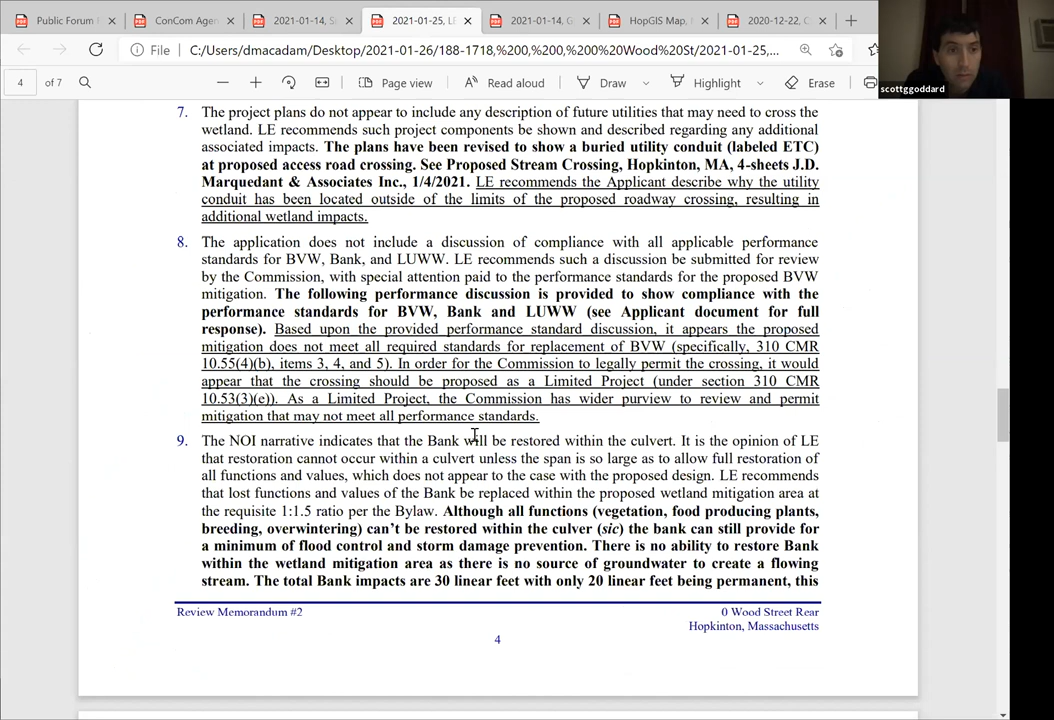 Public Forum
ConCom Agen
2021-01-14, Si
2021-01-25, LE
2021-01-14, G
HopGIS Map,
2020-12-22, C
File
C:/Users/dmacadam/Desktop/2021-01-26/188-1718,%200,%200,%200%20Wood%20St/2021-01-25,...
scottggoddard
4 of 7
Page view
Read aloud
Draw
Highlight
Erase
7. The project plans do not appear to include any description of future utilities that may need to cross the
wetland. LE recommends such project components be shown and described regarding any additional
associated impacts. The plans have been revised to show a buried utility conduit (labeled ETC)
at proposed access road crossing. See Proposed Stream Crossing, Hopkinton, MA, 4-sheets J.D.
Marquedant & Associates Inc., 1/4/2021. LE recommends the Applicant describe why the utility
conduit has been located outside of the limits of the proposed roadway crossing, resulting in
additional wetland impacts.
8. The application does not include a discussion of compliance with all applicable performance
standards for BVW, Bank, and LUWW. LE recommends such a discussion be submitted for review
by the Commission, with special attention paid to the performance standards for the proposed BVW
mitigation. The following performance discussion is provided to show compliance with the
performance standards for BVW, Bank and LUWW (see Applicant document for full
response). Based upon the provided performance standard discussion, it appears the proposed
mitigation does not meet all required standards for replacement of BVW (specifically, 310 CMR
10.55(4)(b), items 3, 4, and 5). In order for the Commission to legally permit the crossing, it would
appear that the crossing should be proposed as a Limited Project (under section 310 CMR
10.53(3)(e)). As a Limited Project, the Commission has wider purview to review and permit
mitigation that may not meet all performance standards.
9. The NOI narrative indicates that the Bank will be restored within the culvert. It is the opinion of LE
that restoration cannot occur within a culvert unless the span is so large as to allow full restoration of
all functions and values, which does not appear to the case with the proposed design. LE recommends
that lost functions and values of the Bank be replaced within the proposed wetland mitigation area at
the requisite 1:1.5 ratio per the Bylaw. Although all functions (vegetation, food producing plants,
breeding, overwintering) can't be restored within the culver (sic) the bank can still provide for
a minimum of flood control and storm damage prevention. There is no ability to restore Bank
within the wetland mitigation area as there is no source of groundwater to create a flowing
stream. The total Bank impacts are 30 linear feet with only 20 linear feet being permanent, this
Review Memorandum #2
0 Wood Street Rear
Hopkinton, Massachusetts
4